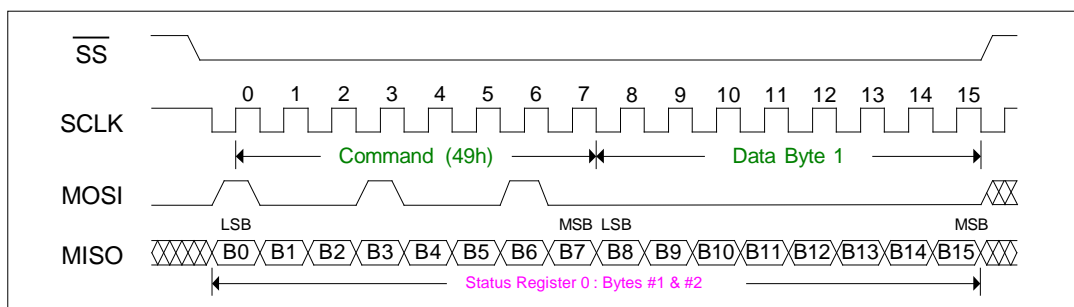 SS
0 1 2 3 4 5 6 7 8 9 10 11 12 13 14 15
SCLK
Command (49h) Data Byte 1
MOSI
LSB MSB LSB MSB
MISO B0 B1 B2 B3 B4 B5 B6 B7 B8 B9 B10 B11 B12 B13 B14 B15
Status Register 0 : Bytes #1 & #2